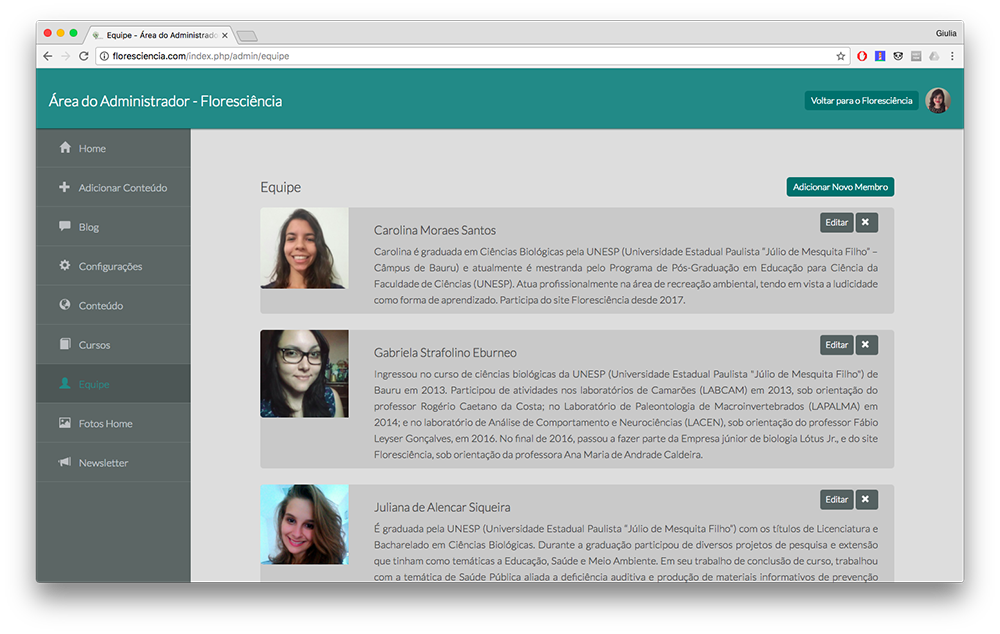 Equipe - Área do Administrado
Giulia
floresciencia.com/index.php/admin/equipe
Área do Administrador - Floresciência
Voltar para o Floresciência
Home
Adicionar Conteúdo
Blog
Configurações
Conteúdo
Cursos
Equipe
Fotos Home
Newsletter
Equipe
Adicionar Novo Membro
Carolina Moraes Santos
Editar
Carolina é graduada em Ciências Biológicas pela UNESP (Universidade Estadual Paulista "Júlio de Mesquita Filho" –
Câmpus de Bauru) e atualmente é mestranda pelo Programa de Pós-Graduação em Educação para Ciência da
Faculdade de Ciências (UNESP). Atua profissionalmente na área de recreação ambiental, tendo em vista a ludicidade
como forma de aprendizado. Participa do site Floresciência desde 2017.
Gabriela Strafolino Eburneo
Editar
Ingressou no curso de ciências biológicas da UNESP (Universidade Estadual Paulista "Júlio de Mesquita Filho") de
Bauru em 2013. Participou de atividades nos laboratórios de Camarões (LABCAM) em 2013, sob orientação do
professor Rogério Caetano da Costa; no Laboratório de Paleontologia de Macroinvertebrados (LAPALMA) em
2014; e no laboratório de Análise de Comportamento e Neurociências (LACEN), sob orientação do professor Fábio
Leyser Gonçalves, em 2016. No final de 2016, passou a fazer parte da Empresa júnior de biologia Lótus Jr., e do site
Floresciência, sob orientação da professora Ana Maria de Andrade Caldeira.
Juliana de Alencar Siqueira
Editar
É graduada pela UNESP (Universidade Estadual Paulista "Júlio de Mesquita Filho") com os títulos de Licenciatura e
Bacharelado em Ciências Biológicas. Durante a graduação participou de diversos projetos de pesquisa e extensão
que tinham como temáticas a Educação, Saúde e Meio Ambiente. Em seu trabalho de conclusão de curso, trabalhou
com a temática de Saúde Pública aliada a deficiência auditiva e produção de materiais informativos de prevenção